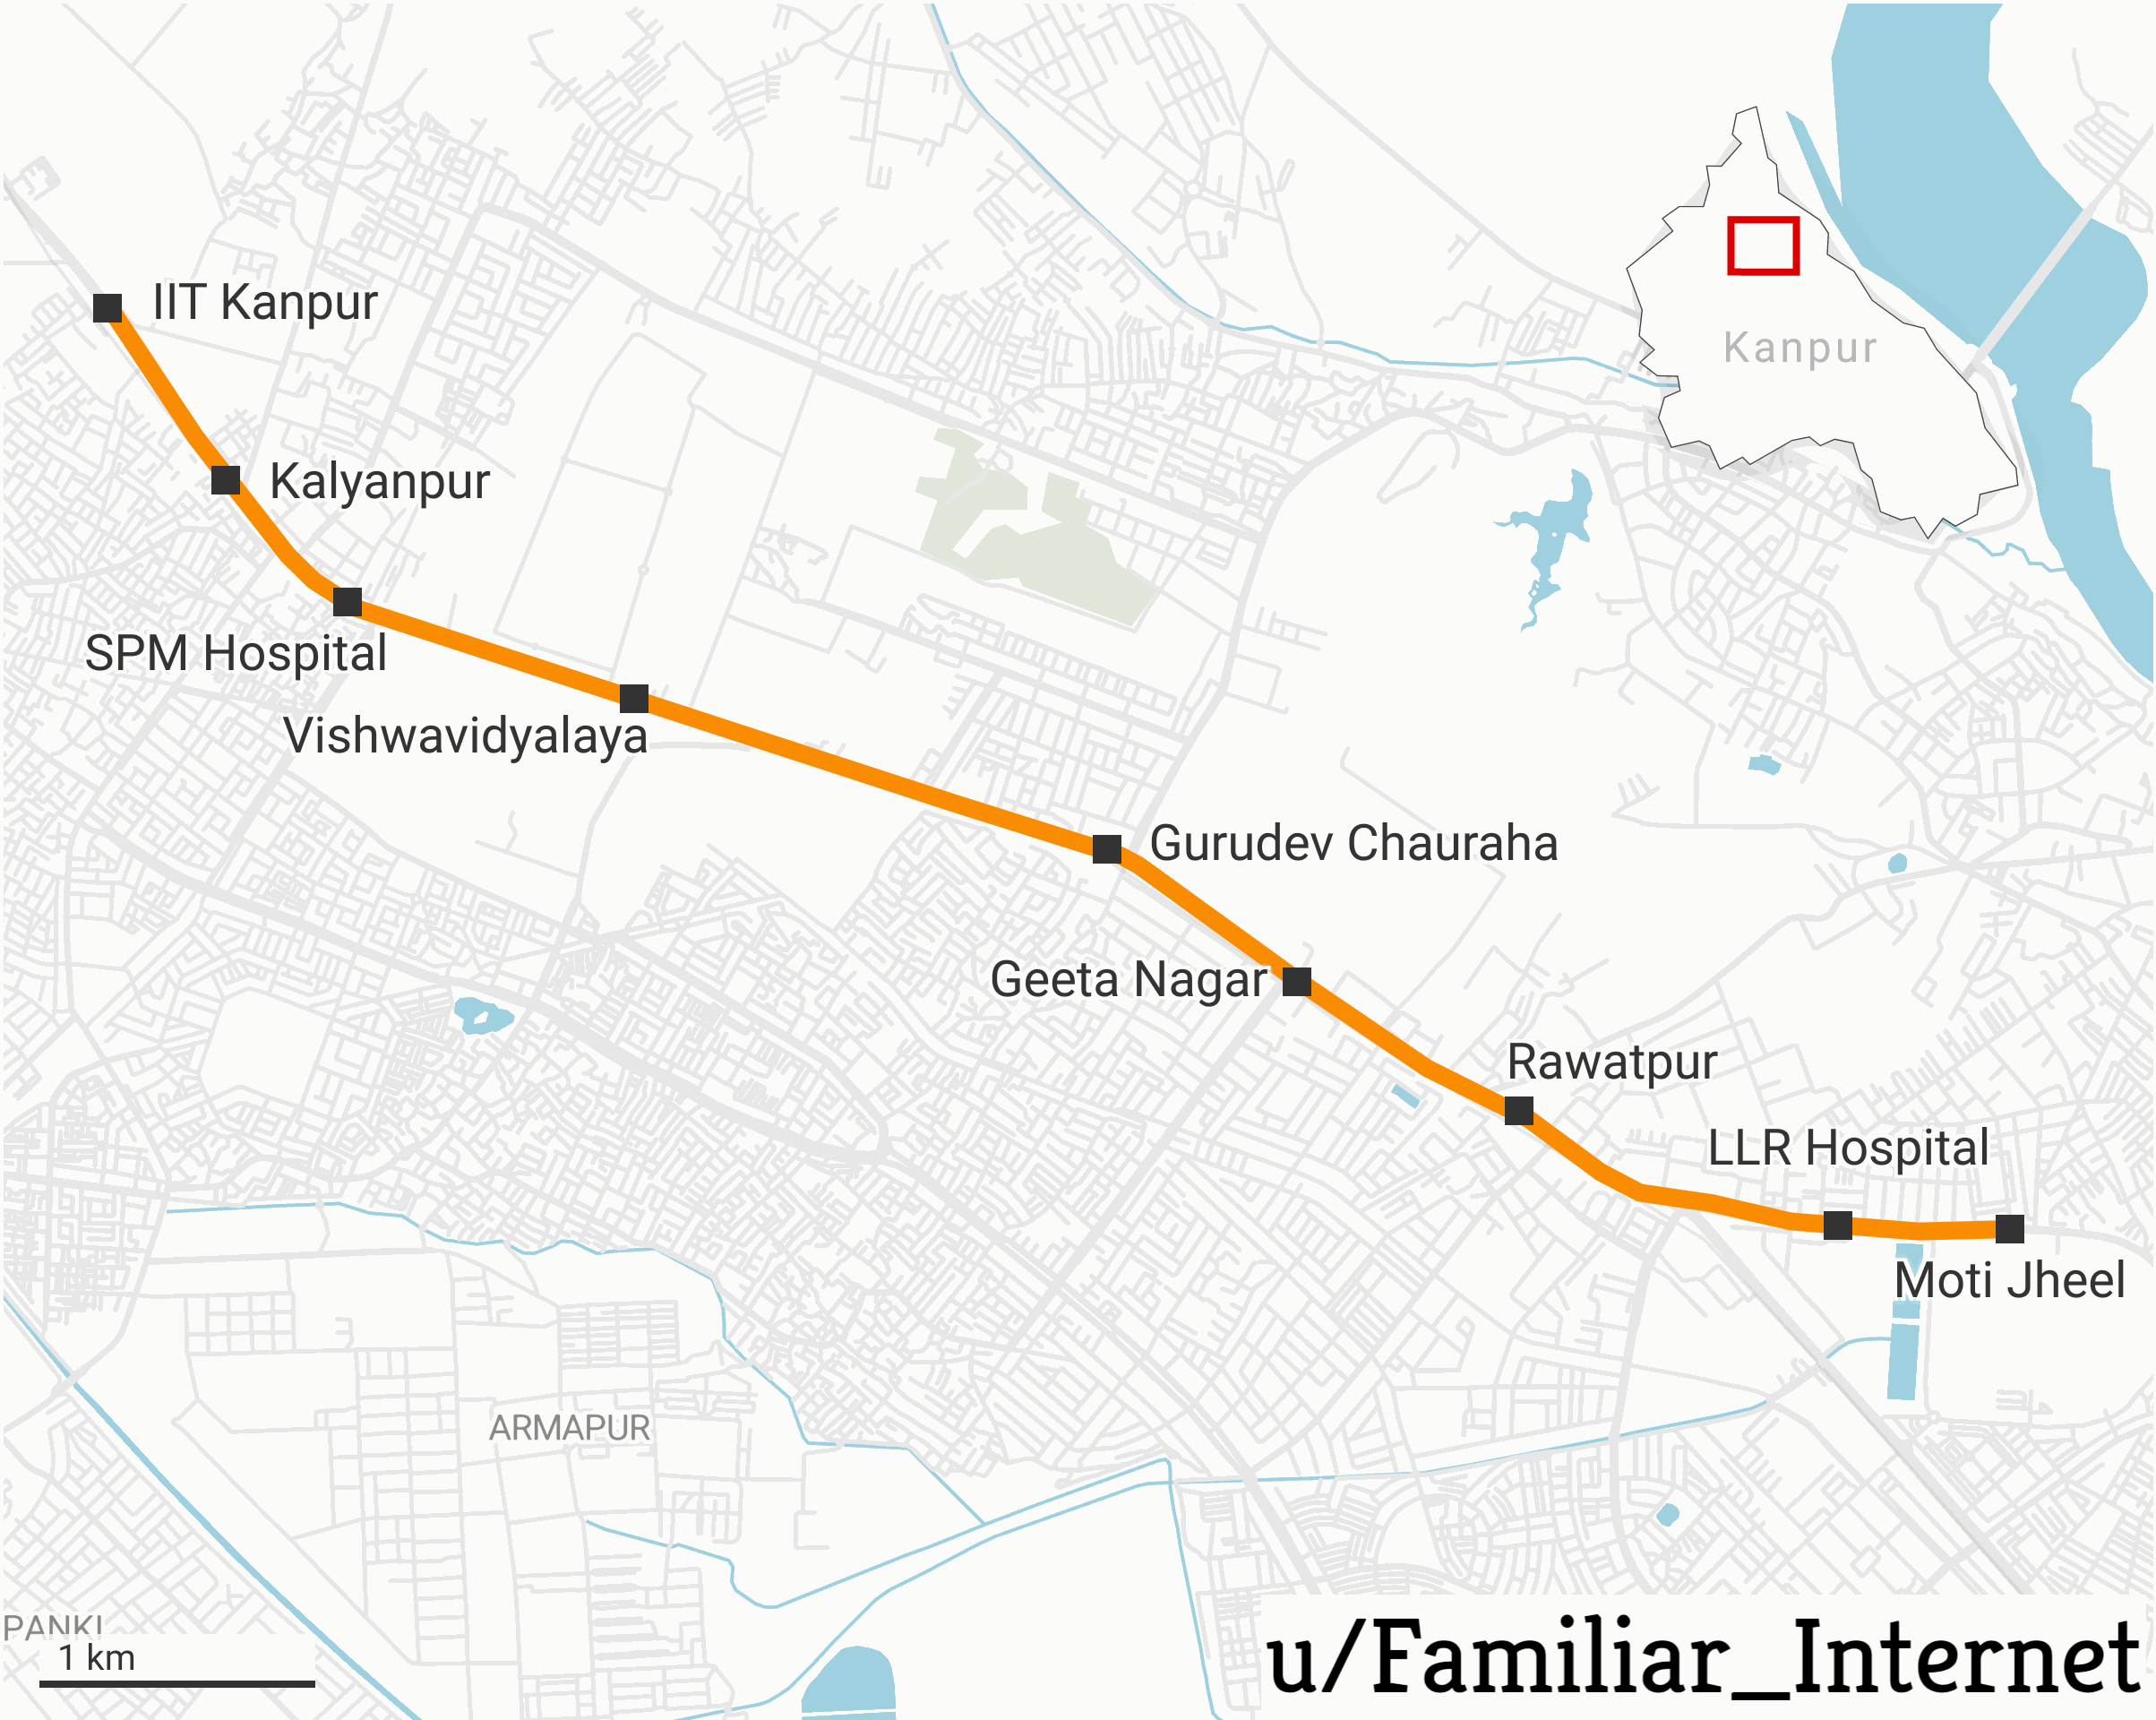 IIT Kanpur
Kanpur
Kalyanpur
SPM Hospital
Vishwavidyalaya
Gurudev Chauraha
Geeta Nagar
Rawatpur
LLR Hospital
Moti Jheel
ARMAPUR
PANKI
1 km
u/Familiar_Internet